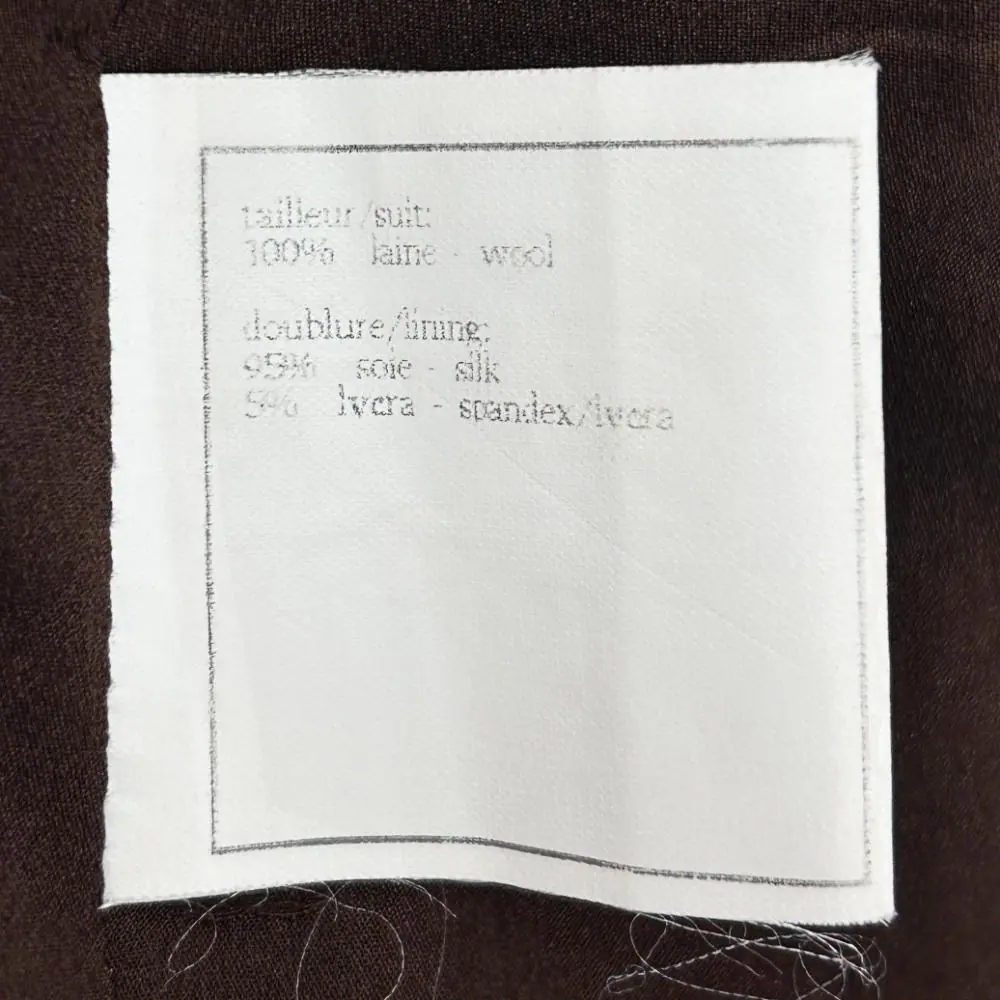 tailleur/suit:
100% laine - wool
doublure/lining:
95% soie - silk
5% lycra - spandex/lycra